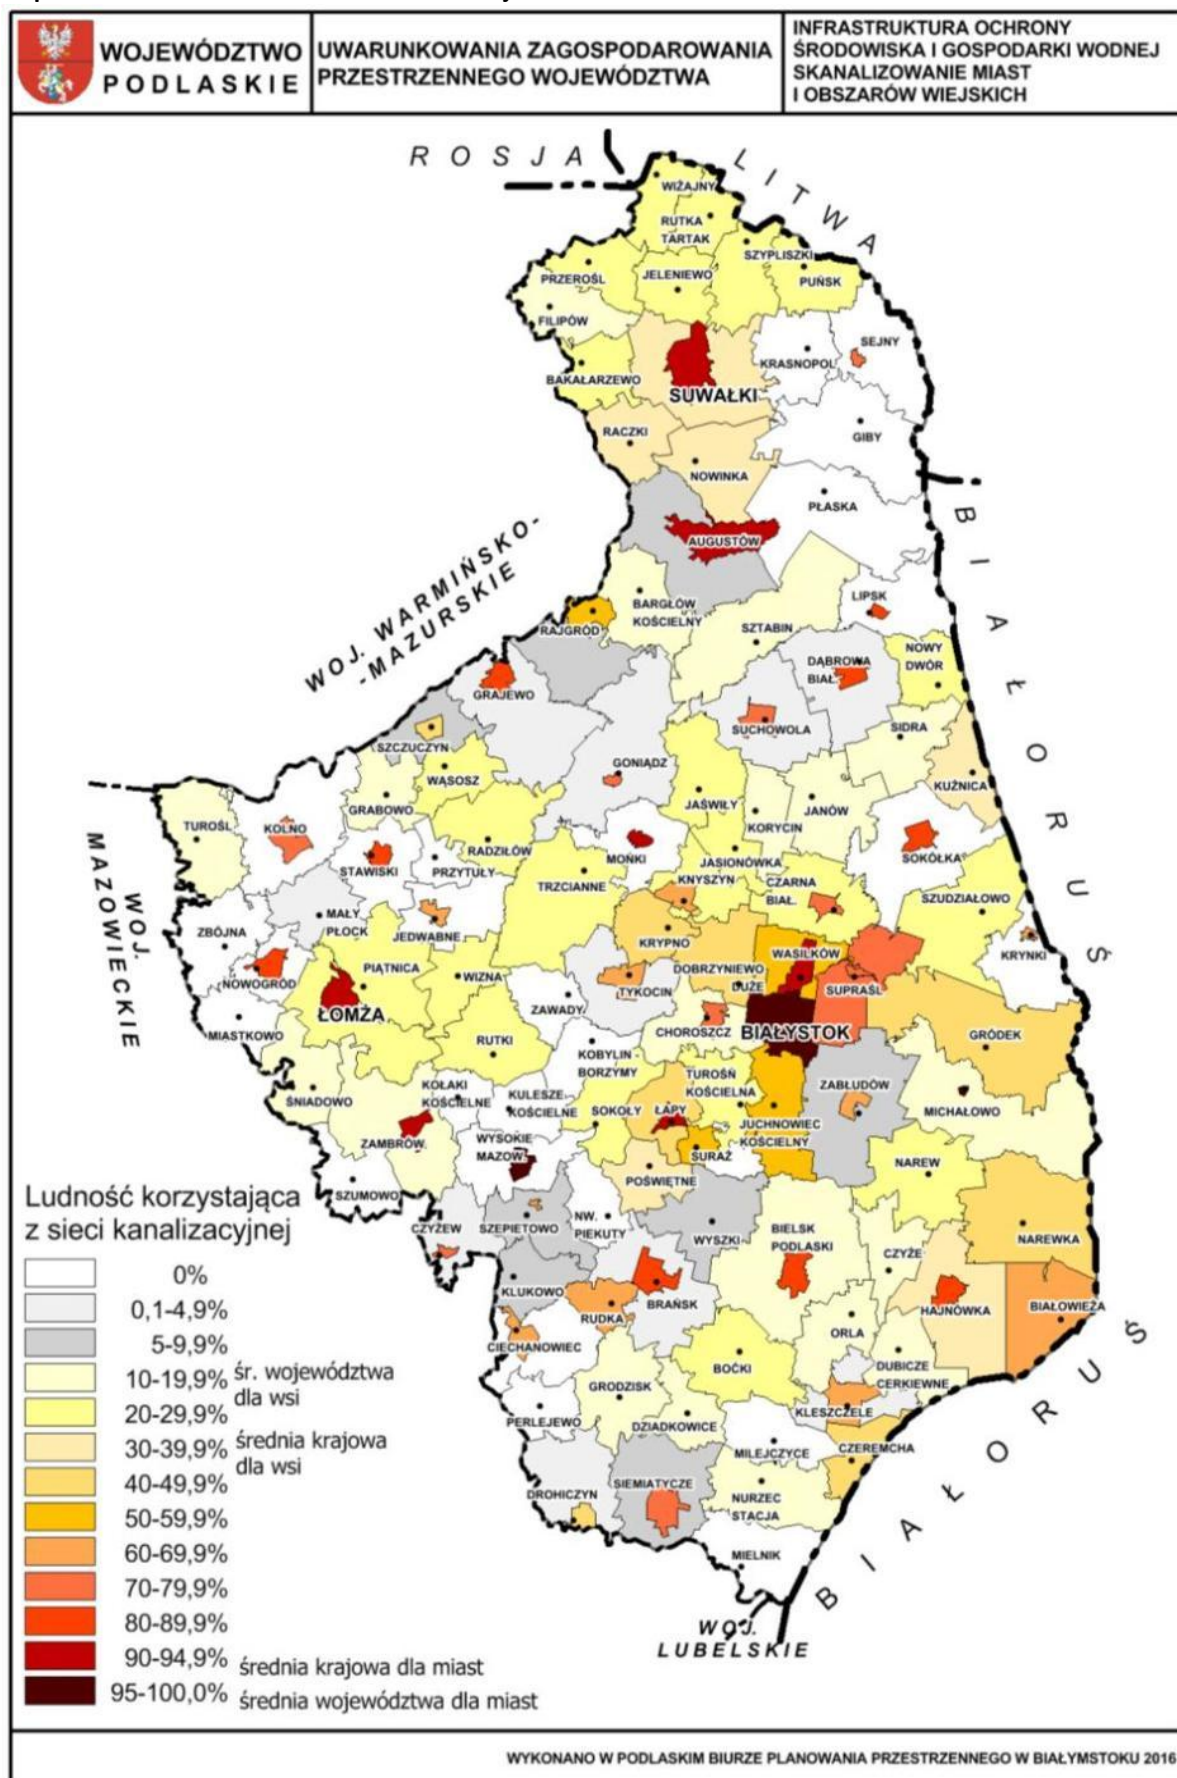 WOJEWÓDZTWO
PODLASKIE
UWARUNKOWANIA ZAGOSPODAROWANIA
PRZESTRZENNEGO WOJEWÓDZTWA
INFRASTRUKTURA OCHRONY
ŚRODOWISKA I GOSPODARKI WODNEJ
SKANALIZOWANIE MIAST
I OBSZARÓW WIEJSKICH
ROSJA
LITWA
WIŻAJNY
RUTKA
TARTAK
SZYPLISZKI
PRZEROŚL
JELENIEWO
PUŃSK
FILIPÓW
SEJNY
KRASNOPOL
BAKAŁARZEWO
SUWAŁKI
RACZKI
GIBY
NOWINKA
PŁASKA
BIAŁORUŚ
AUGUSTÓW
WOJ. WARMIŃSKO-
-MAZURSKIE
BARGŁÓW
KOŚCIELNY
LIPSK
RAJGRÓD
SZTABIN
NOWY
DWÓR
DĄBROWA
BIAŁ.
GRAJEWO
SUCHOWOLA
SIDRA
SZCZUCZYN
GONIĄDZ
WĄSOSZ
KUŹNICA
JAŚWIŁY
GRABOWO
JANÓW
KORYCIN
TUROŚL
KOLNO
RADZIŁÓW
MOŃKI
JASIONÓWKA
SOKÓŁKA
STAWISKI
PRZYTUŁY
TRZCIANNE
KNYSZYN
CZARNA
BIAŁ.
SZUDZIAŁOWO
WOJ.
MAZOWIECKIE
MAŁY
PŁOCK
ZBÓJNA
JEDWABNE
KRYPNO
WASILKÓW
KRYNKI
PIĄTNICA
WIZNA
DOBRZYNIEWO
DUŻE
NOWOGRÓD
TYKOCIN
SUPRAŚL
ŁOMŻA
ZAWADY
MIASTKOWO
CHOROSZCZ
BIAŁYSTOK
GRÓDEK
RUTKI
KOBYLIN-
BORZYMY
TUROŚŃ
KOŚCIELNA
ZABŁUDÓW
KOŁAKI
KOŚCIELNE
KULESZE
KOŚCIELNE
ŚNIADOWO
SOKOŁY
ŁAPY
MICHAŁOWO
JUCHNOWIEC
KOŚCIELNY
ZAMBRÓW.
WYSOKIE
MAZOW.
SURAŻ
NAREW
POŚWIĘTNE
SZUMOWO
CZYŻEW
SZEPIETOWO
NW.
PIEKUTY
WYSZKI
BIELSK
PODLASKI
NAREWKA
CZYŻE
KLUKOWO
BRAŃSK
HAJNÓWKA
BIAŁOWIEŻA
RUDKA
CIECHANOWIEC
ORLA
BOĆKI
DUBICZE
CERKIEWNE
GRODZISK
KLESZCZELE
PERLEJEWO
DZIADKOWICE
MILEJCZYCE
CZEREMCHA
SIEMIATYCZE
DROHICZYN
NURZEC
STACJA
MIELNIK
BIAŁORUŚ
WOJ.
LUBELSKIE
Ludność korzystająca
z sieci kanalizacyjnej
0%
0,1-4,9%
5-9,9%
10-19,9% śr. województwa
dla wsi
20-29,9%
30-39,9% średnia krajowa
dla wsi
40-49,9%
50-59,9%
60-69,9%
70-79,9%
80-89,9%
90-94,9% średnia krajowa dla miast
95-100,0% średnia województwa dla miast
WYKONANO W PODLASKIM BIURZE PLANOWANIA PRZESTRZENNEGO W BIAŁYMSTOKU 2016